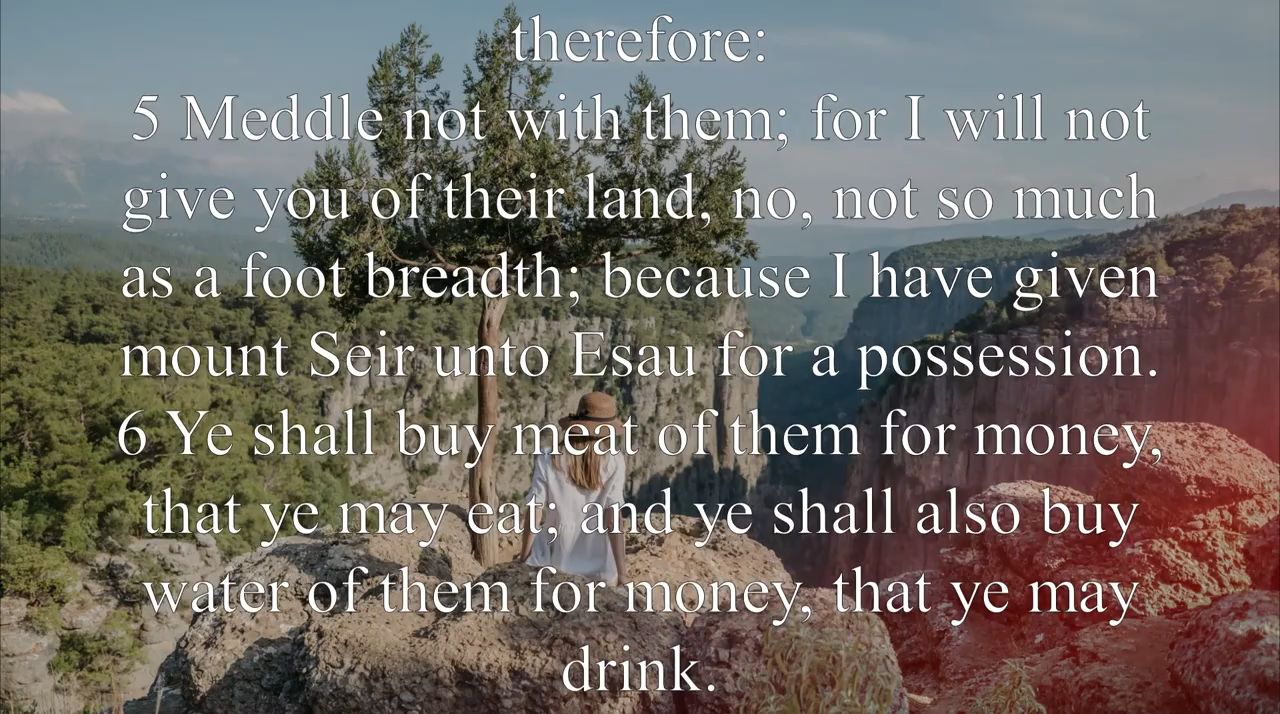 therefore:
5 Meddle not with them; for I will not
give you of their land, no, not so much
as a foot breadth; because I have given
mount Seir unto Esau for a possession.
6 Ye shall buy meat of them for money,
that ye may eat; and ye shall also buy
water of them for money, that ye may
drink.